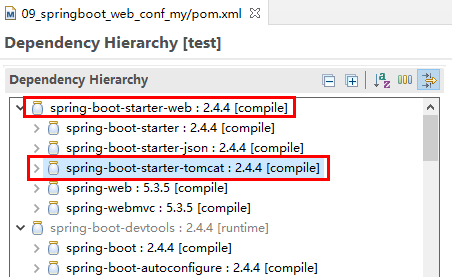 09_springboot_web_conf_my/pom.xml
Dependency Hierarchy [test]
Dependency Hierarchy
spring-boot-starter-web : 2.4.4 [compile]
spring-boot-starter : 2.4.4 [compile]
spring-boot-starter-json : 2.4.4 [compile]
spring-boot-starter-tomcat : 2.4.4 [compile]
spring-web : 5.3.5 [compile]
spring-webmvc : 5.3.5 [compile]
spring-boot-devtools : 2.4.4 [runtime]
spring-boot : 2.4.4 [compile]
spring-boot-autoconfigure : 2.4.4 [compile]